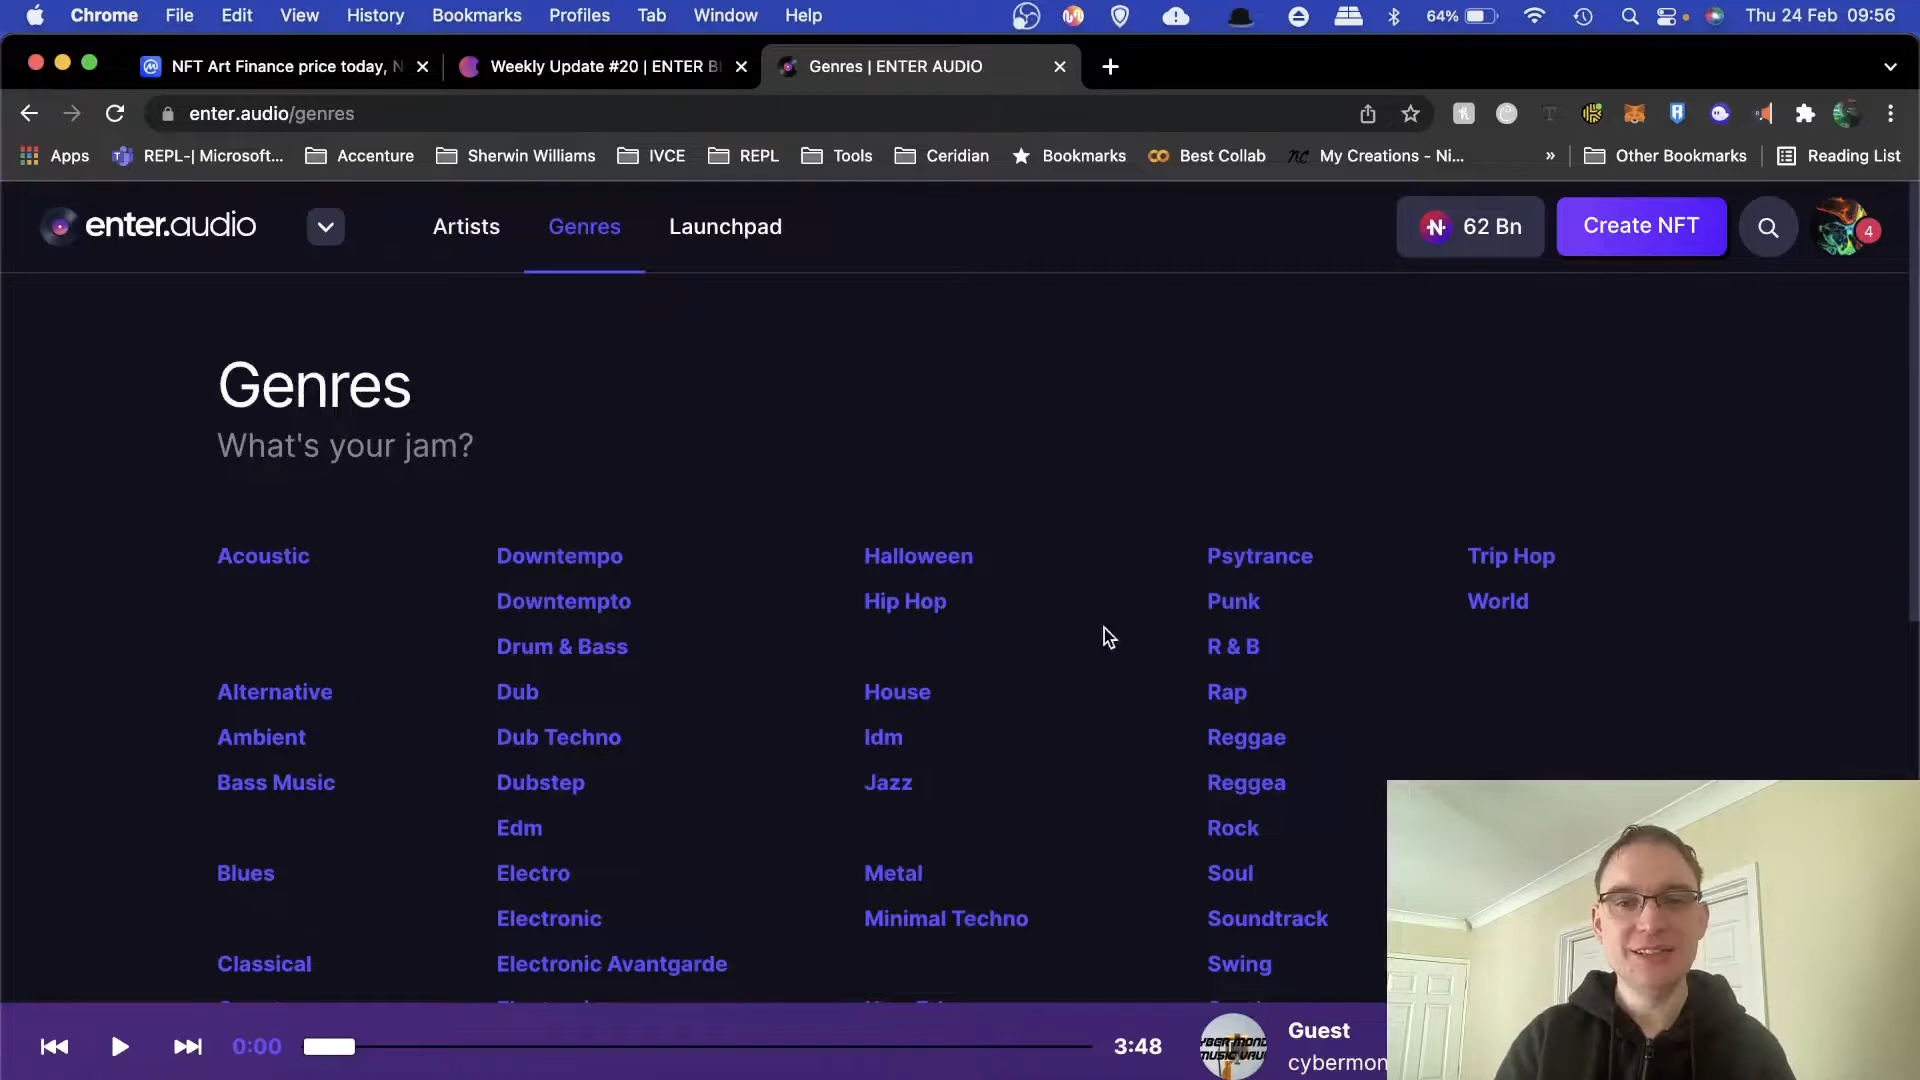 Chrome File Edit View History Bookmarks Profiles Tab Window Help 64% Thu 24 Feb 09:56
NFT Art Finance price today, N Weekly Update #20 | ENTER Bl Genres | ENTER AUDIO
enter.audio/genres
Apps REPL-| Microsoft... Accenture Sherwin Williams IVCE REPL Tools Ceridian Bookmarks Best Collab My Creations - Ni... » Other Bookmarks Reading List
enter.audio Artists Genres Launchpad 62 Bn Create NFT 4
Genres
What's your jam?
Acoustic Downtempo Halloween Psytrance Trip Hop
Downtempto Hip Hop Punk World
Drum & Bass R & B
Alternative Dub House Rap
Ambient Dub Techno Idm Reggae
Bass Music Dubstep Jazz Reggea
Edm Rock
Blues Electro Metal Soul
Electronic Minimal Techno Soundtrack
Classical Electronic Avantgarde Swing
0:00 3:48 Guest
cybermon